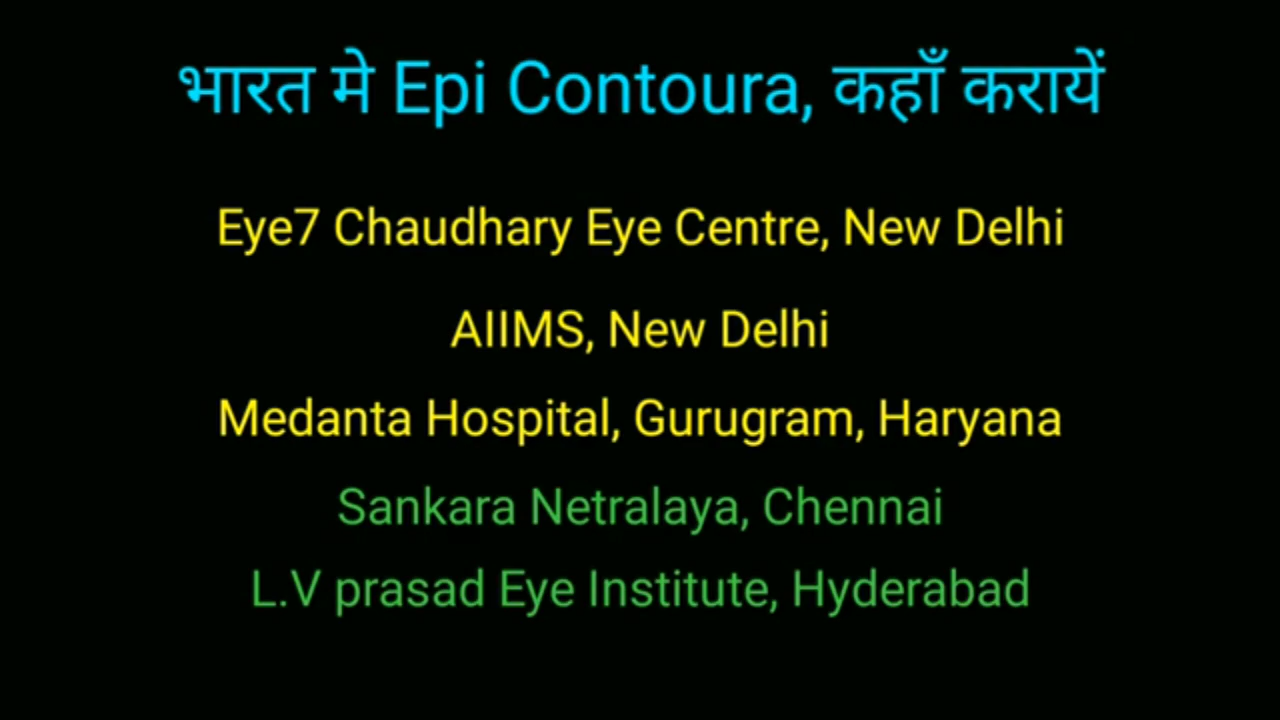 भारत मे Epi Contoura, कहाँ करायें
Eye7 Chaudhary Eye Centre, New Delhi
AIIMS, New Delhi
Medanta Hospital, Gurugram, Haryana
Sankara Netralaya, Chennai
L.V prasad Eye Institute, Hyderabad